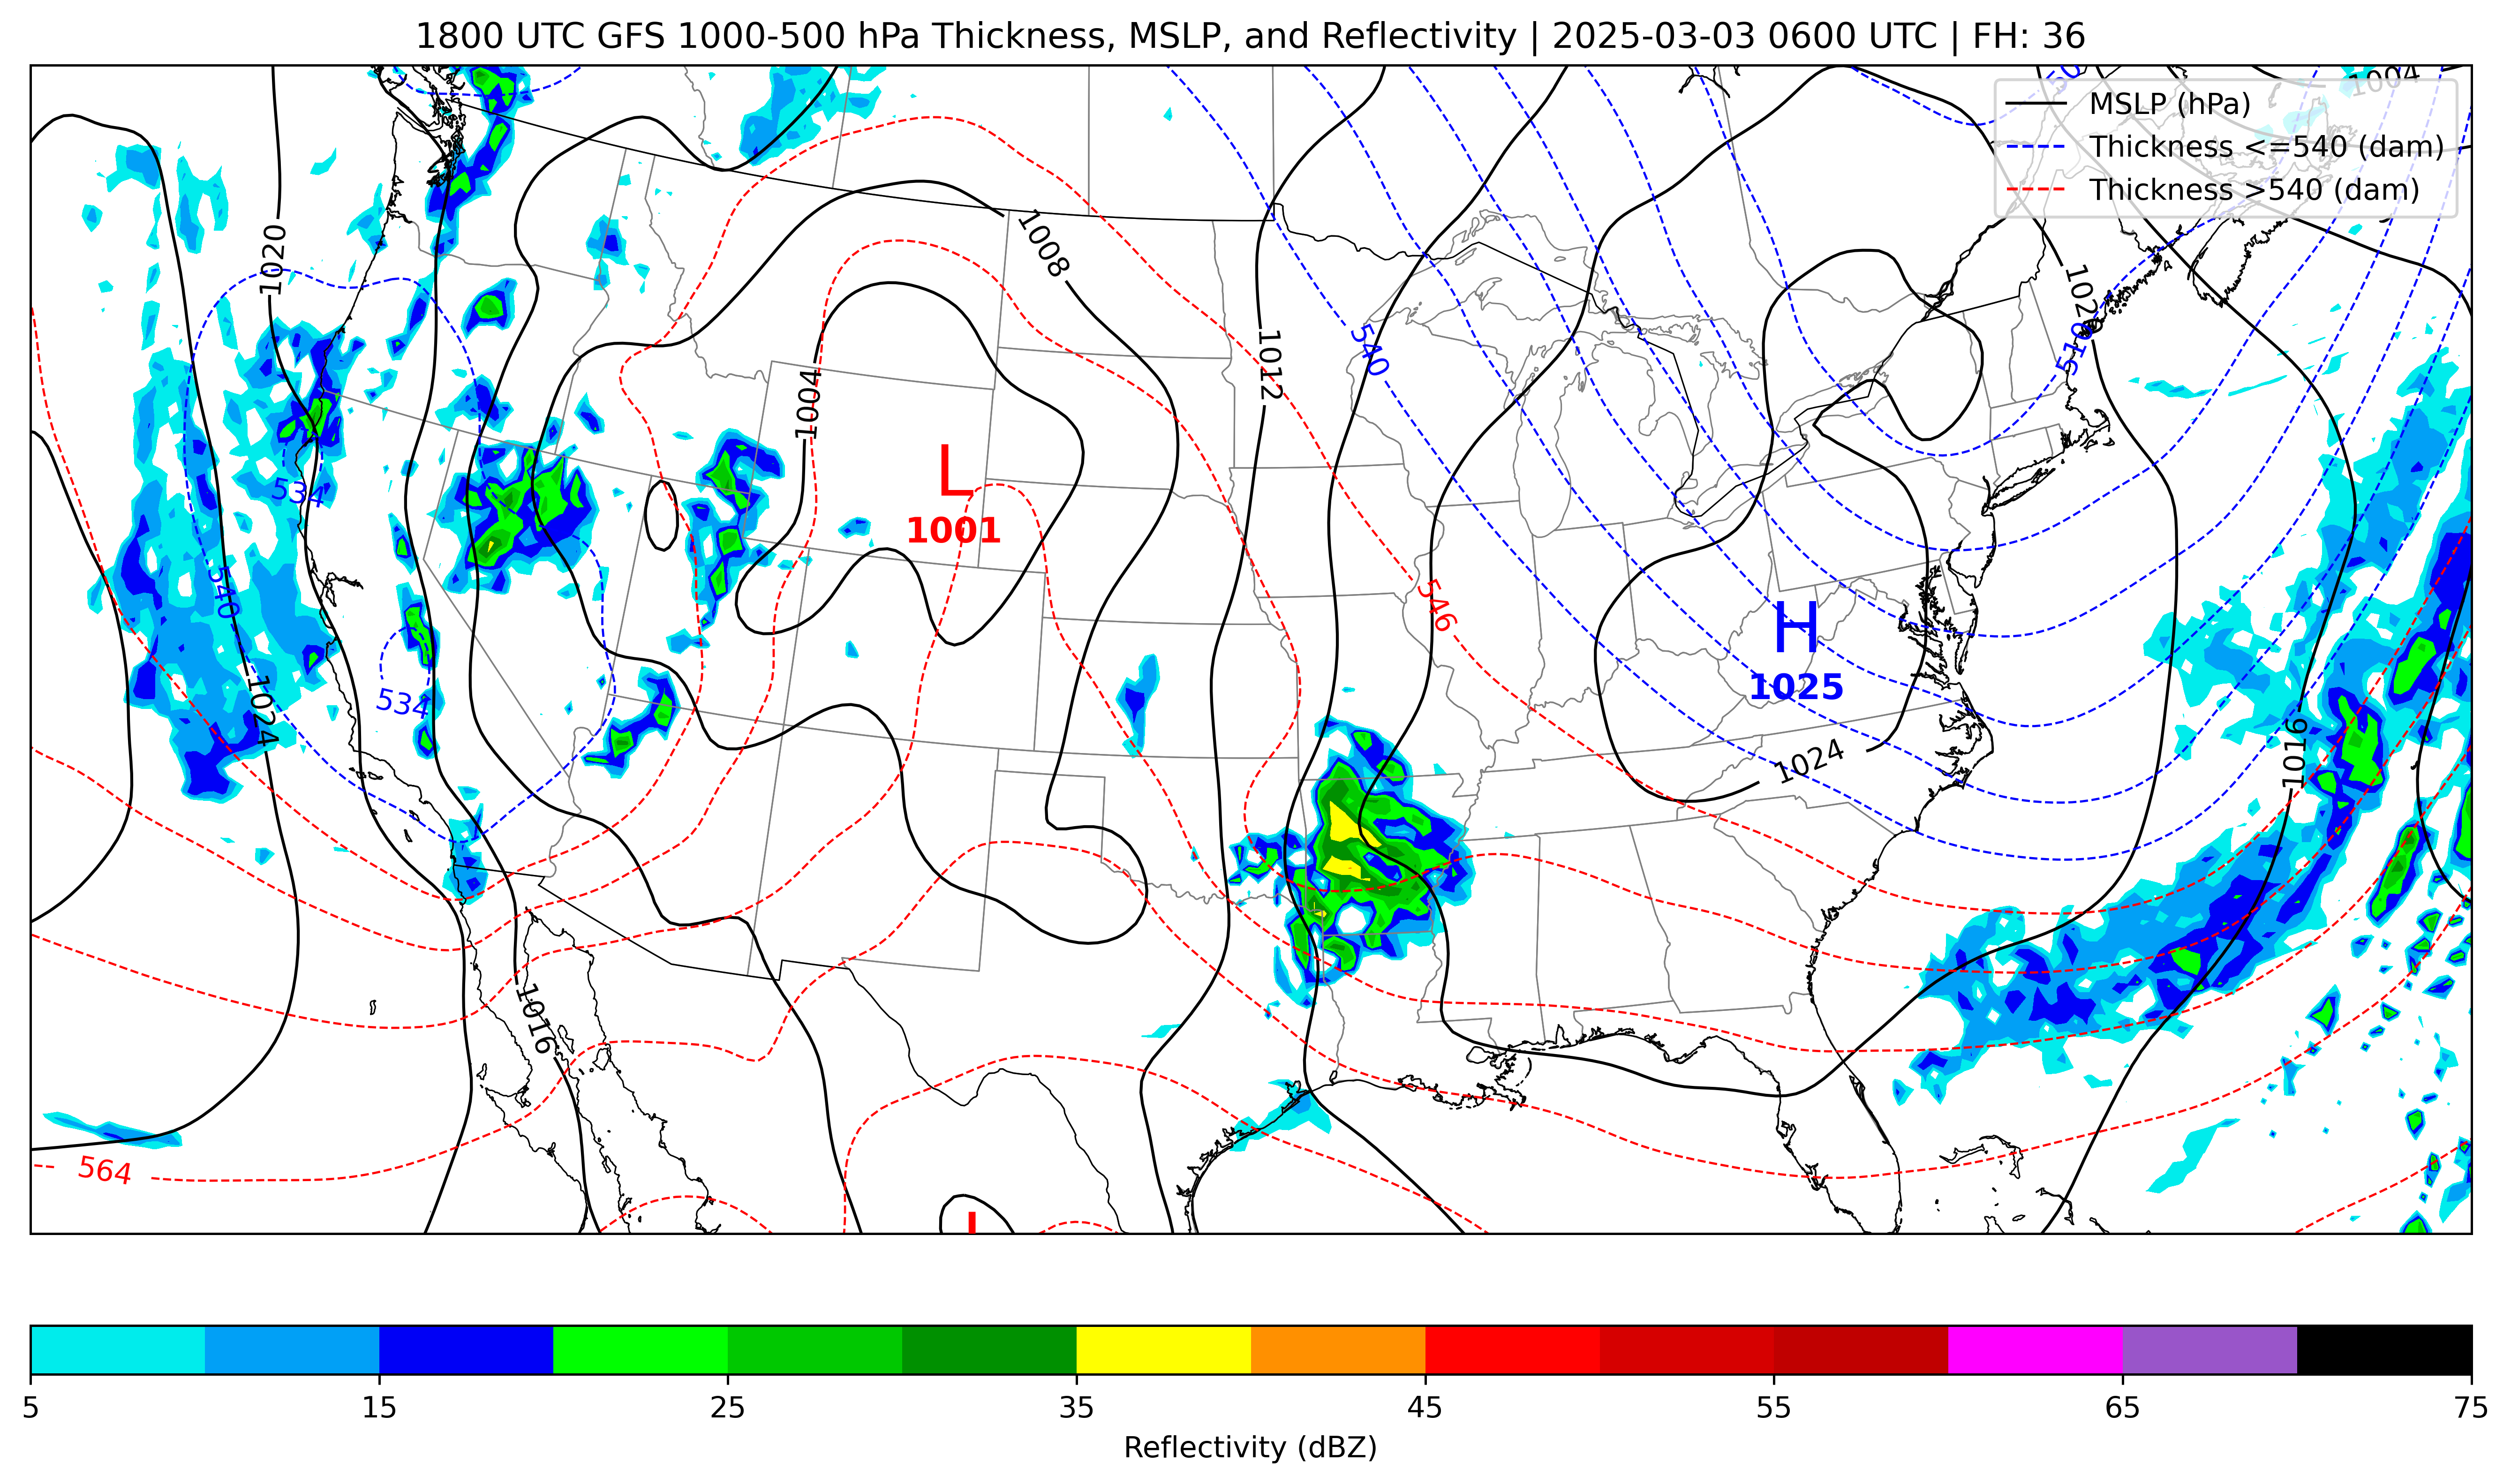 1800 UTC GFS 1000-500 hPa Thickness, MSLP, and Reflectivity | 2025-03-03 0600 UTC | FH: 36
1004
MSLP (hPa)
Thickness <=540 (dam)
Thickness >540 (dam)
1020
1008
1020
1012
540
510
1004
L
1001
534
540
546
H
1025
534
1024
1024
1016
1016
564
L
5 15 25 35 45 55 65 75
Reflectivity (dBZ)